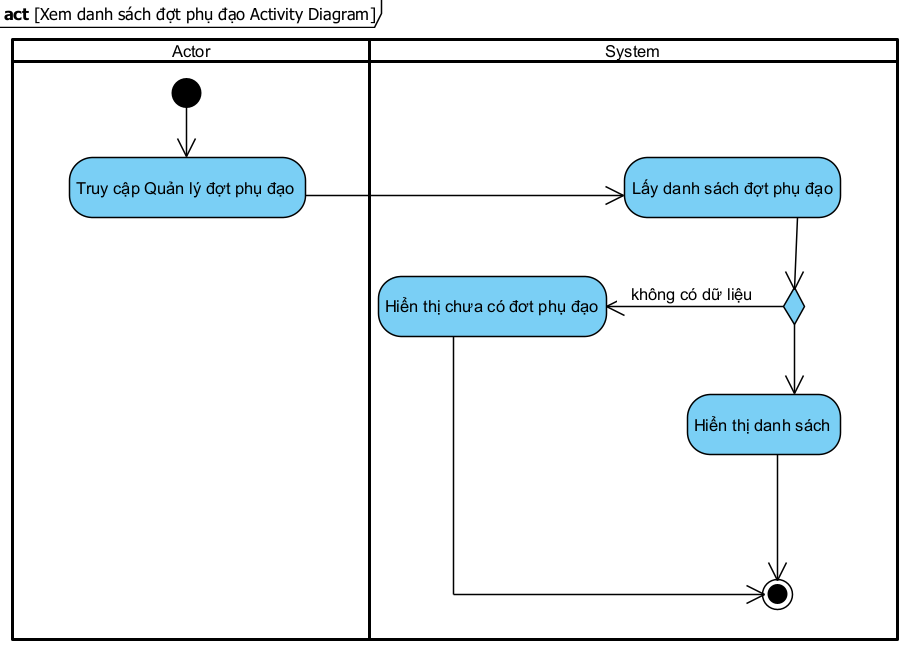 act [Xem danh sách đợt phụ đạo Activity Diagram]
Actor
System
Truy cập Quản lý đợt phụ đạo
Lấy danh sách đợt phụ đạo
không có dữ liệu
Hiển thị chưa có đơt phụ đạo
Hiển thị danh sách